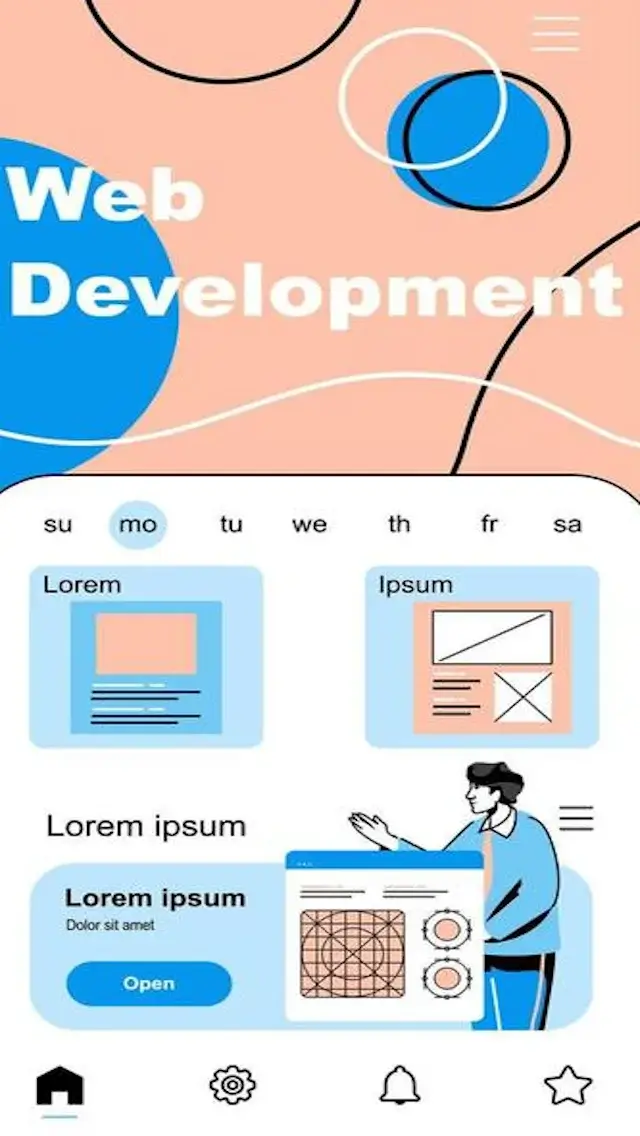 Web
Development
su mo tu we th fr sa
Lorem Ipsum
Lorem ipsum
Lorem ipsum
Dolor sit amet
Open